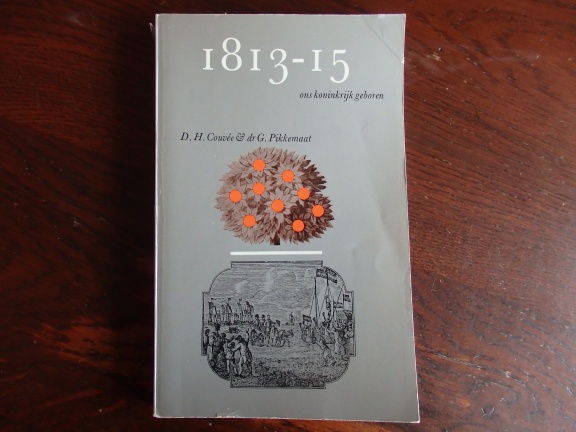 1813-15
ons koninkrijk geboren
D. H. Couvée & dr G. Pikkemaat